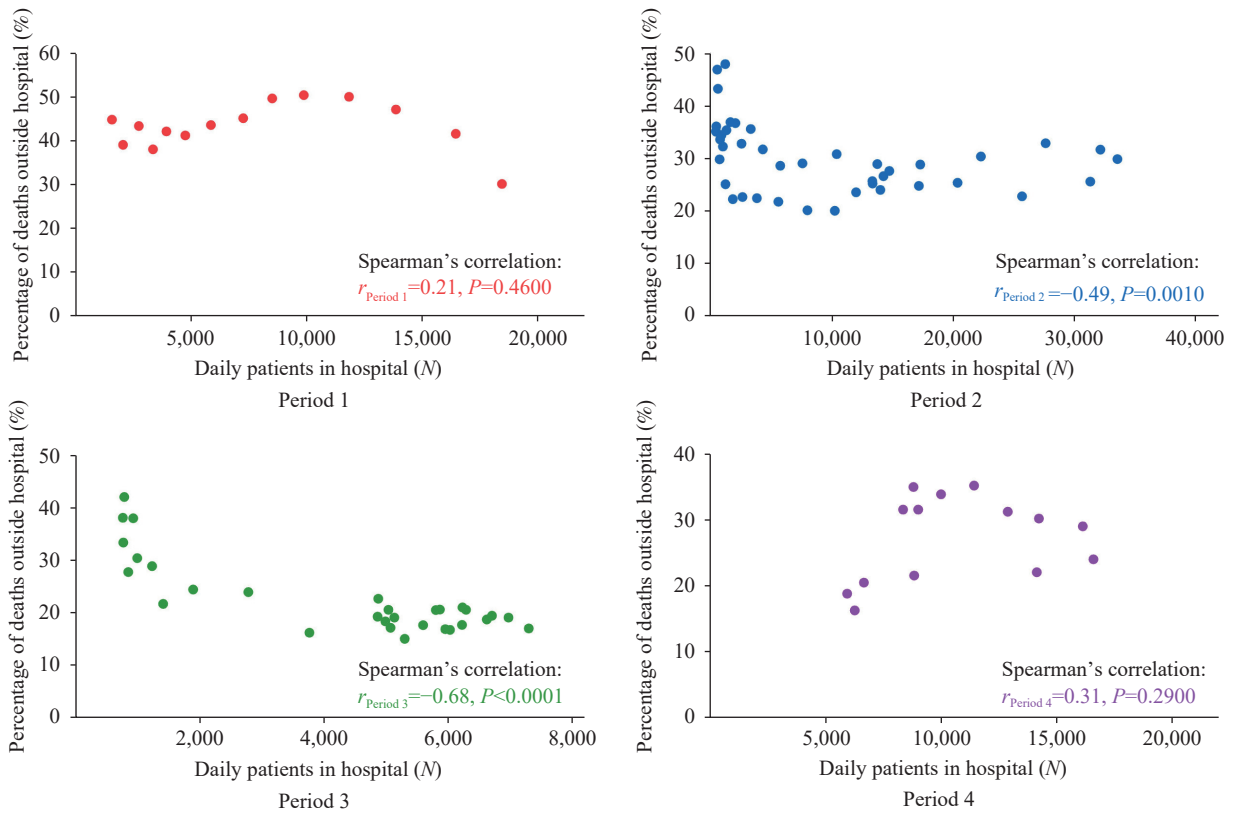 Percentage of deaths outside hospital (%)
60
50
40
30
20
10
0
Spearman's correlation:
r Period 1=0.21, P=0.4600
5,000 10,000 15,000 20,000
Daily patients in hospital (N)
Period 1
Percentage of deaths outside hospital (%)
50
40
30
20
10
0
Spearman's correlation:
r Period 2 =−0.49, P=0.0010
10,000 20,000 30,000 40,000
Daily patients in hospital (N)
Period 2
Percentage of deaths outside hospital (%)
50
40
30
20
10
0
Spearman's correlation:
r Period 3=−0.68, P<0.0001
2,000 4,000 6,000 8,000
Daily patients in hospital (N)
Period 3
Percentage of deaths outside hospital (%)
40
30
20
10
0
Spearman's correlation:
r Period 4=0.31, P=0.2900
5,000 10,000 15,000 20,000
Daily patients in hospital (N)
Period 4